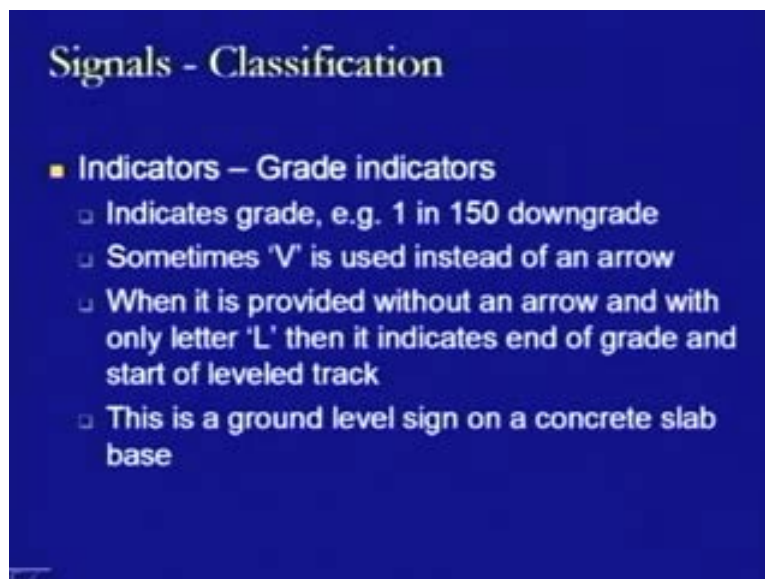 Signals - Classification
Indicators – Grade indicators
Indicates grade, e.g. 1 in 150 downgrade
Sometimes ‘V’ is used instead of an arrow
When it is provided without an arrow and with
only letter ‘L’ then it indicates end of grade and
start of leveled track
This is a ground level sign on a concrete slab
base